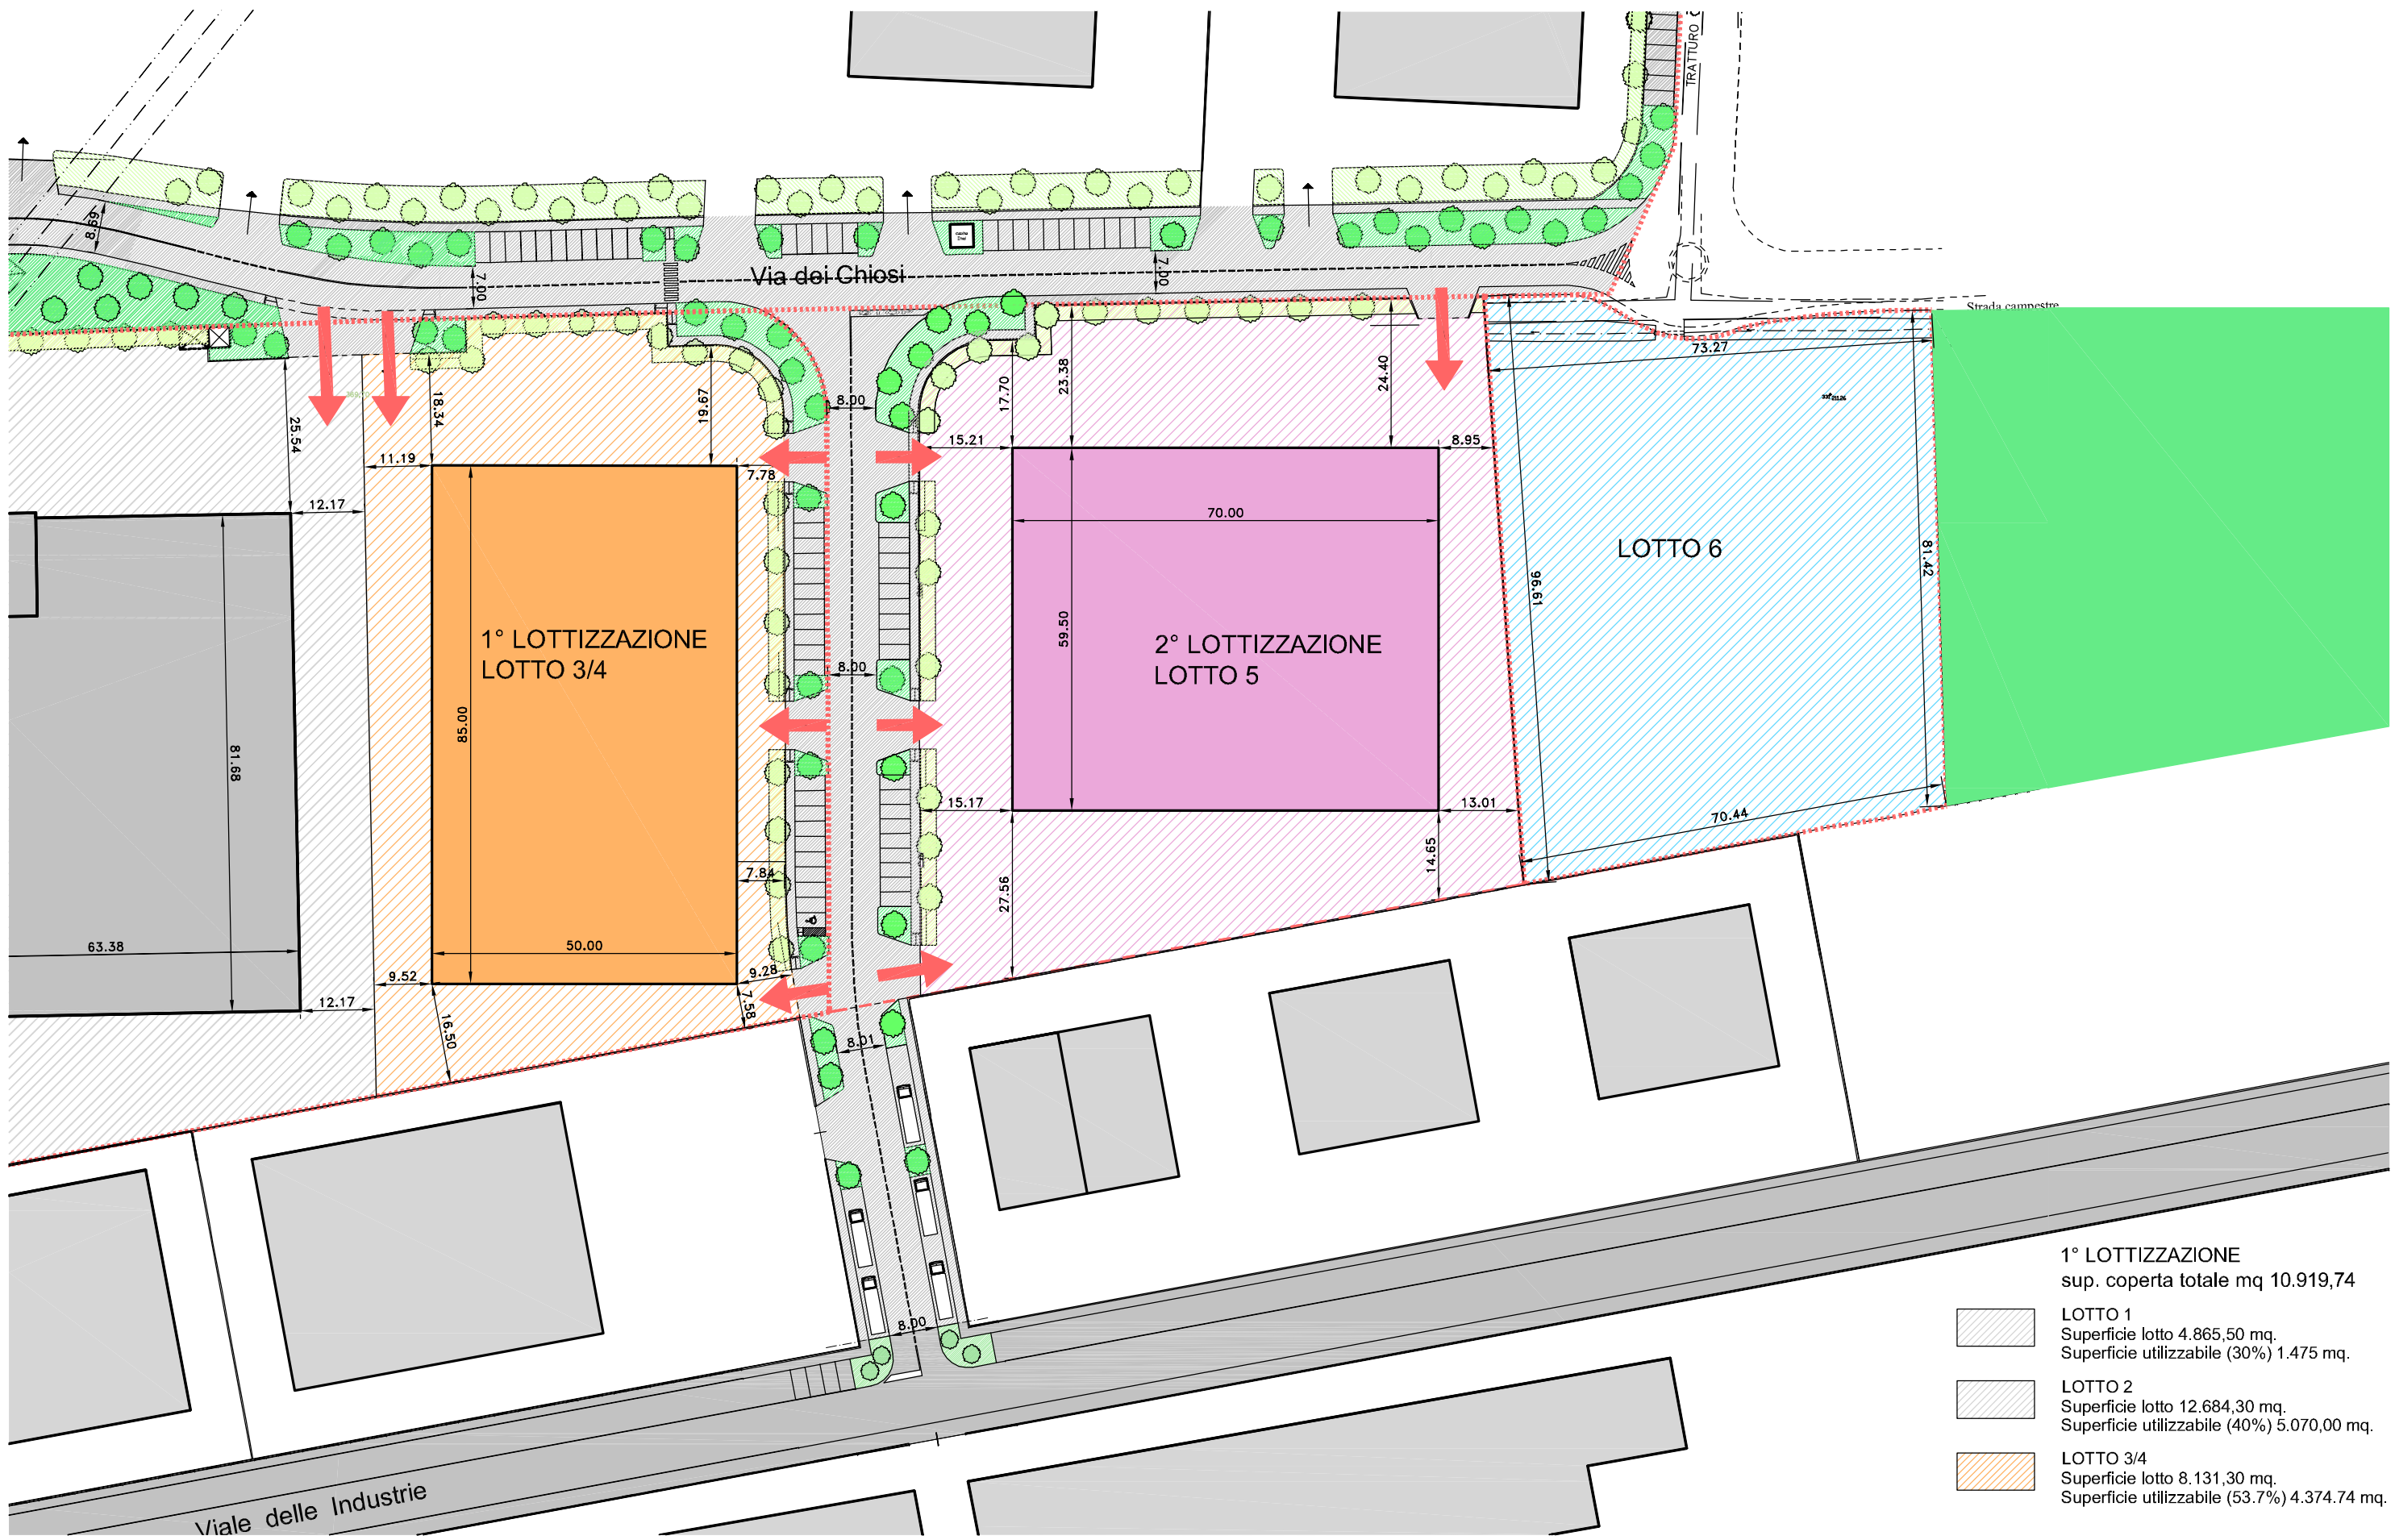 TRATTURO C
8.69
7.00
Via dei Chiosi
7.00
Strada campestre
73.27
25.54
18.34
19.67
8.00
17.70
23.38
24.40
11.19
7.78
15.21
8.95
12.17
70.00
LOTTO 6
81.42
96.61
1° LOTTIZZAZIONE
LOTTO 3/4
2° LOTTIZZAZIONE
LOTTO 5
59.50
8.00
85.00
81.68
15.17
13.01
70.44
14.65
7.84
27.56
63.38
50.00
9.52
9.28
7.58
12.17
16.50
8.01
8.00
Viale delle Industrie
1° LOTTIZZAZIONE
sup. coperta totale mq 10.919,74
LOTTO 1
Superficie lotto 4.865,50 mq.
Superficie utilizzabile (30%) 1.475 mq.
LOTTO 2
Superficie lotto 12.684,30 mq.
Superficie utilizzabile (40%) 5.070,00 mq.
LOTTO 3/4
Superficie lotto 8.131,30 mq.
Superficie utilizzabile (53.7%) 4.374.74 mq.